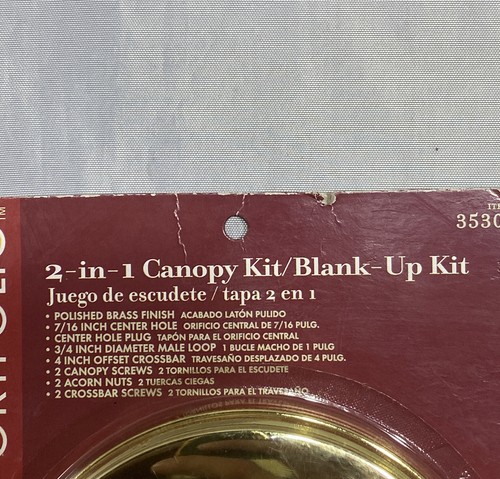 ITE
3530
2-in-1 Canopy Kit/Blank-Up Kit
Juego de escudete / tapa 2 en 1
• POLISHED BRASS FINISH ACABADO LATÓN PULIDO
• 7/16 INCH CENTER HOLE ORIFICIO CENTRAL DE 7/16 PULG.
CENTER HOLE PLUG TAPÓN PARA EL ORIFICIO CENTRAL
• 3/4 INCH DIAMETER MALE LOOP 1 BUCLE MACHO DE 1 PULG
• 4 INCH OFFSET CROSSBAR TRAVESAÑO DESPLAZADO DE 4 PULG.
• 2 CANOPY SCREWS 2 TORNILLOS PARA EL ESCUDETE
• 2 ACORN NUTS 2 TUERCAS CIEGAS
• 2 CROSSBAR SCREWS 2 TORNILLOS PARA EL TRAVESAÑO